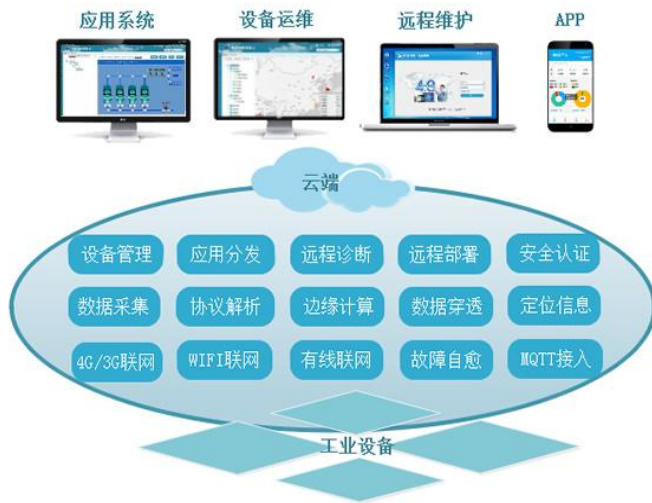 应用系统 设备运维 远程维护 APP
云端
设备管理 应用分发 远程诊断 远程部署 安全认证
数据采集 协议解析 边缘计算 数据穿透 定位信息
4G/3G联网 WIFI联网 有线联网 故障自愈 MQTT接入
工业设备